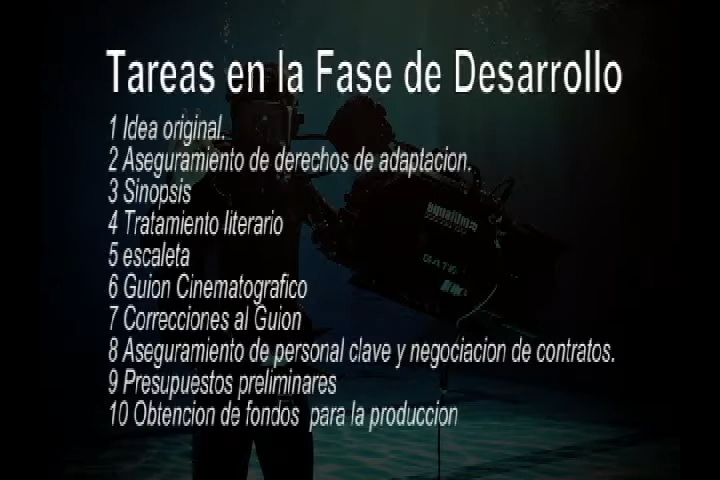 Tareas en la Fase de Desarrollo
1 Idea original.
2 Aseguramiento de derechos de adaptacion.
3 Sinopsis
4 Tratamiento literario
5 escaleta
6 Guion Cinematografico
7 Correcciones al Guion
8 Aseguramiento de personal clave y negociacion de contratos.
9 Presupuestos preliminares
10 Obtencion de fondos  para la produccion